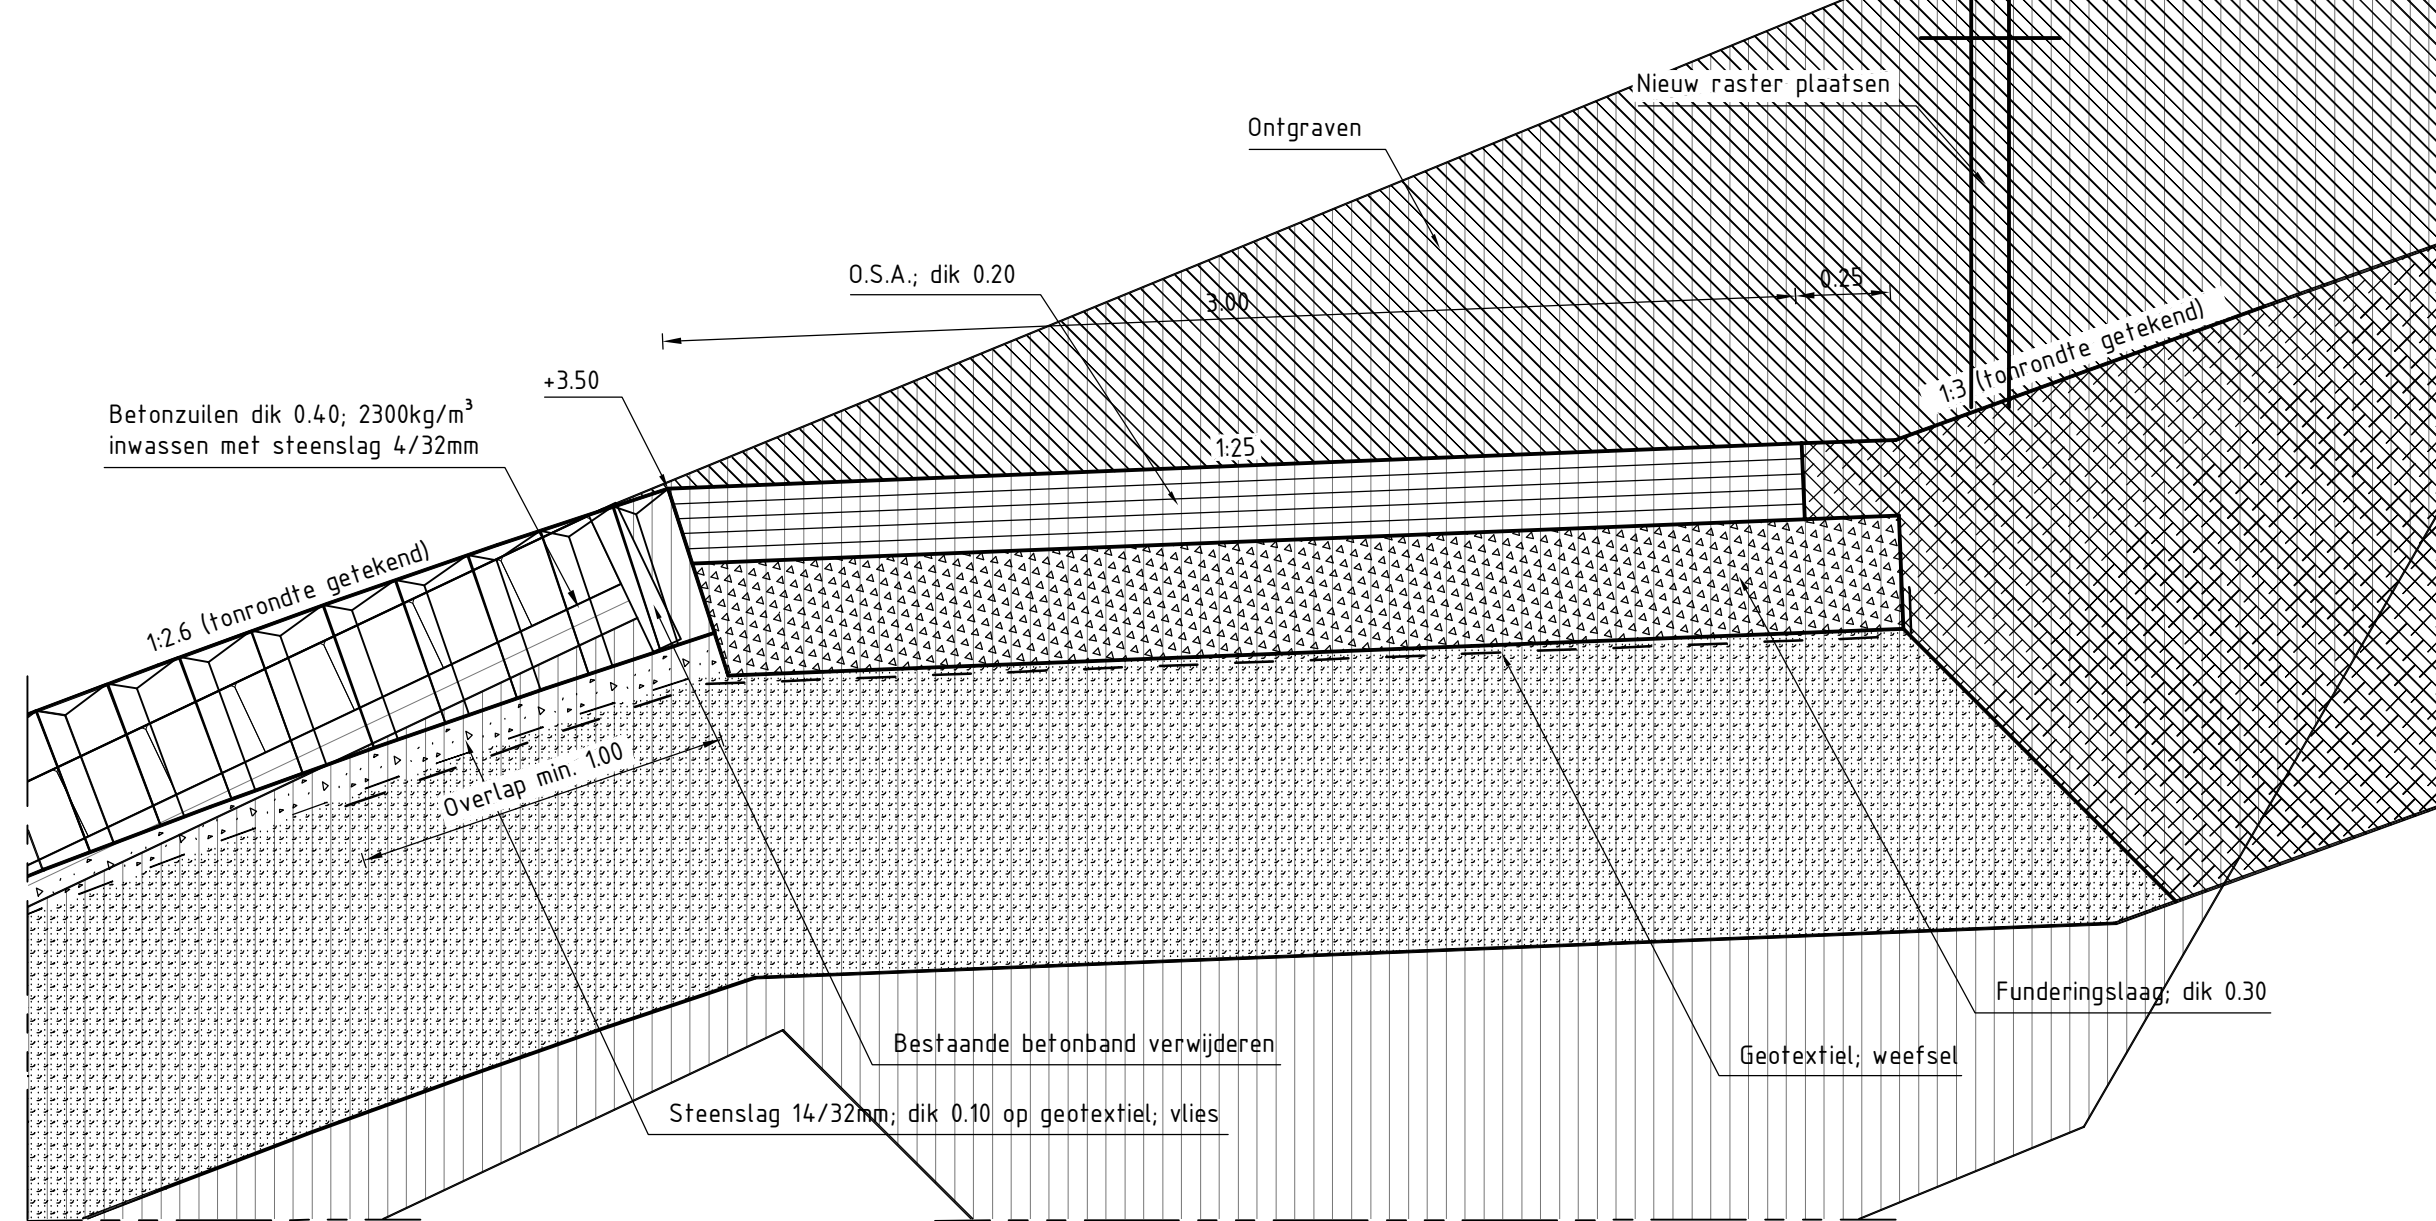 Nieuw raster plaatsen
Ontgraven
O.S.A.; dik 0.20
0.25
3.00
1:3 (tonrondte getekend)
+3.50
Betonzuilen dik 0.40; 2300kg/m³
inwassen met steenslag 4/32mm
1:25
1:2.6 (tonrondte getekend)
Overlap min. 1.00
Funderingslaag; dik 0.30
Bestaande betonband verwijderen
Geotextiel; weefsel
Steenslag 14/32mm; dik 0.10 op geotextiel; vlies